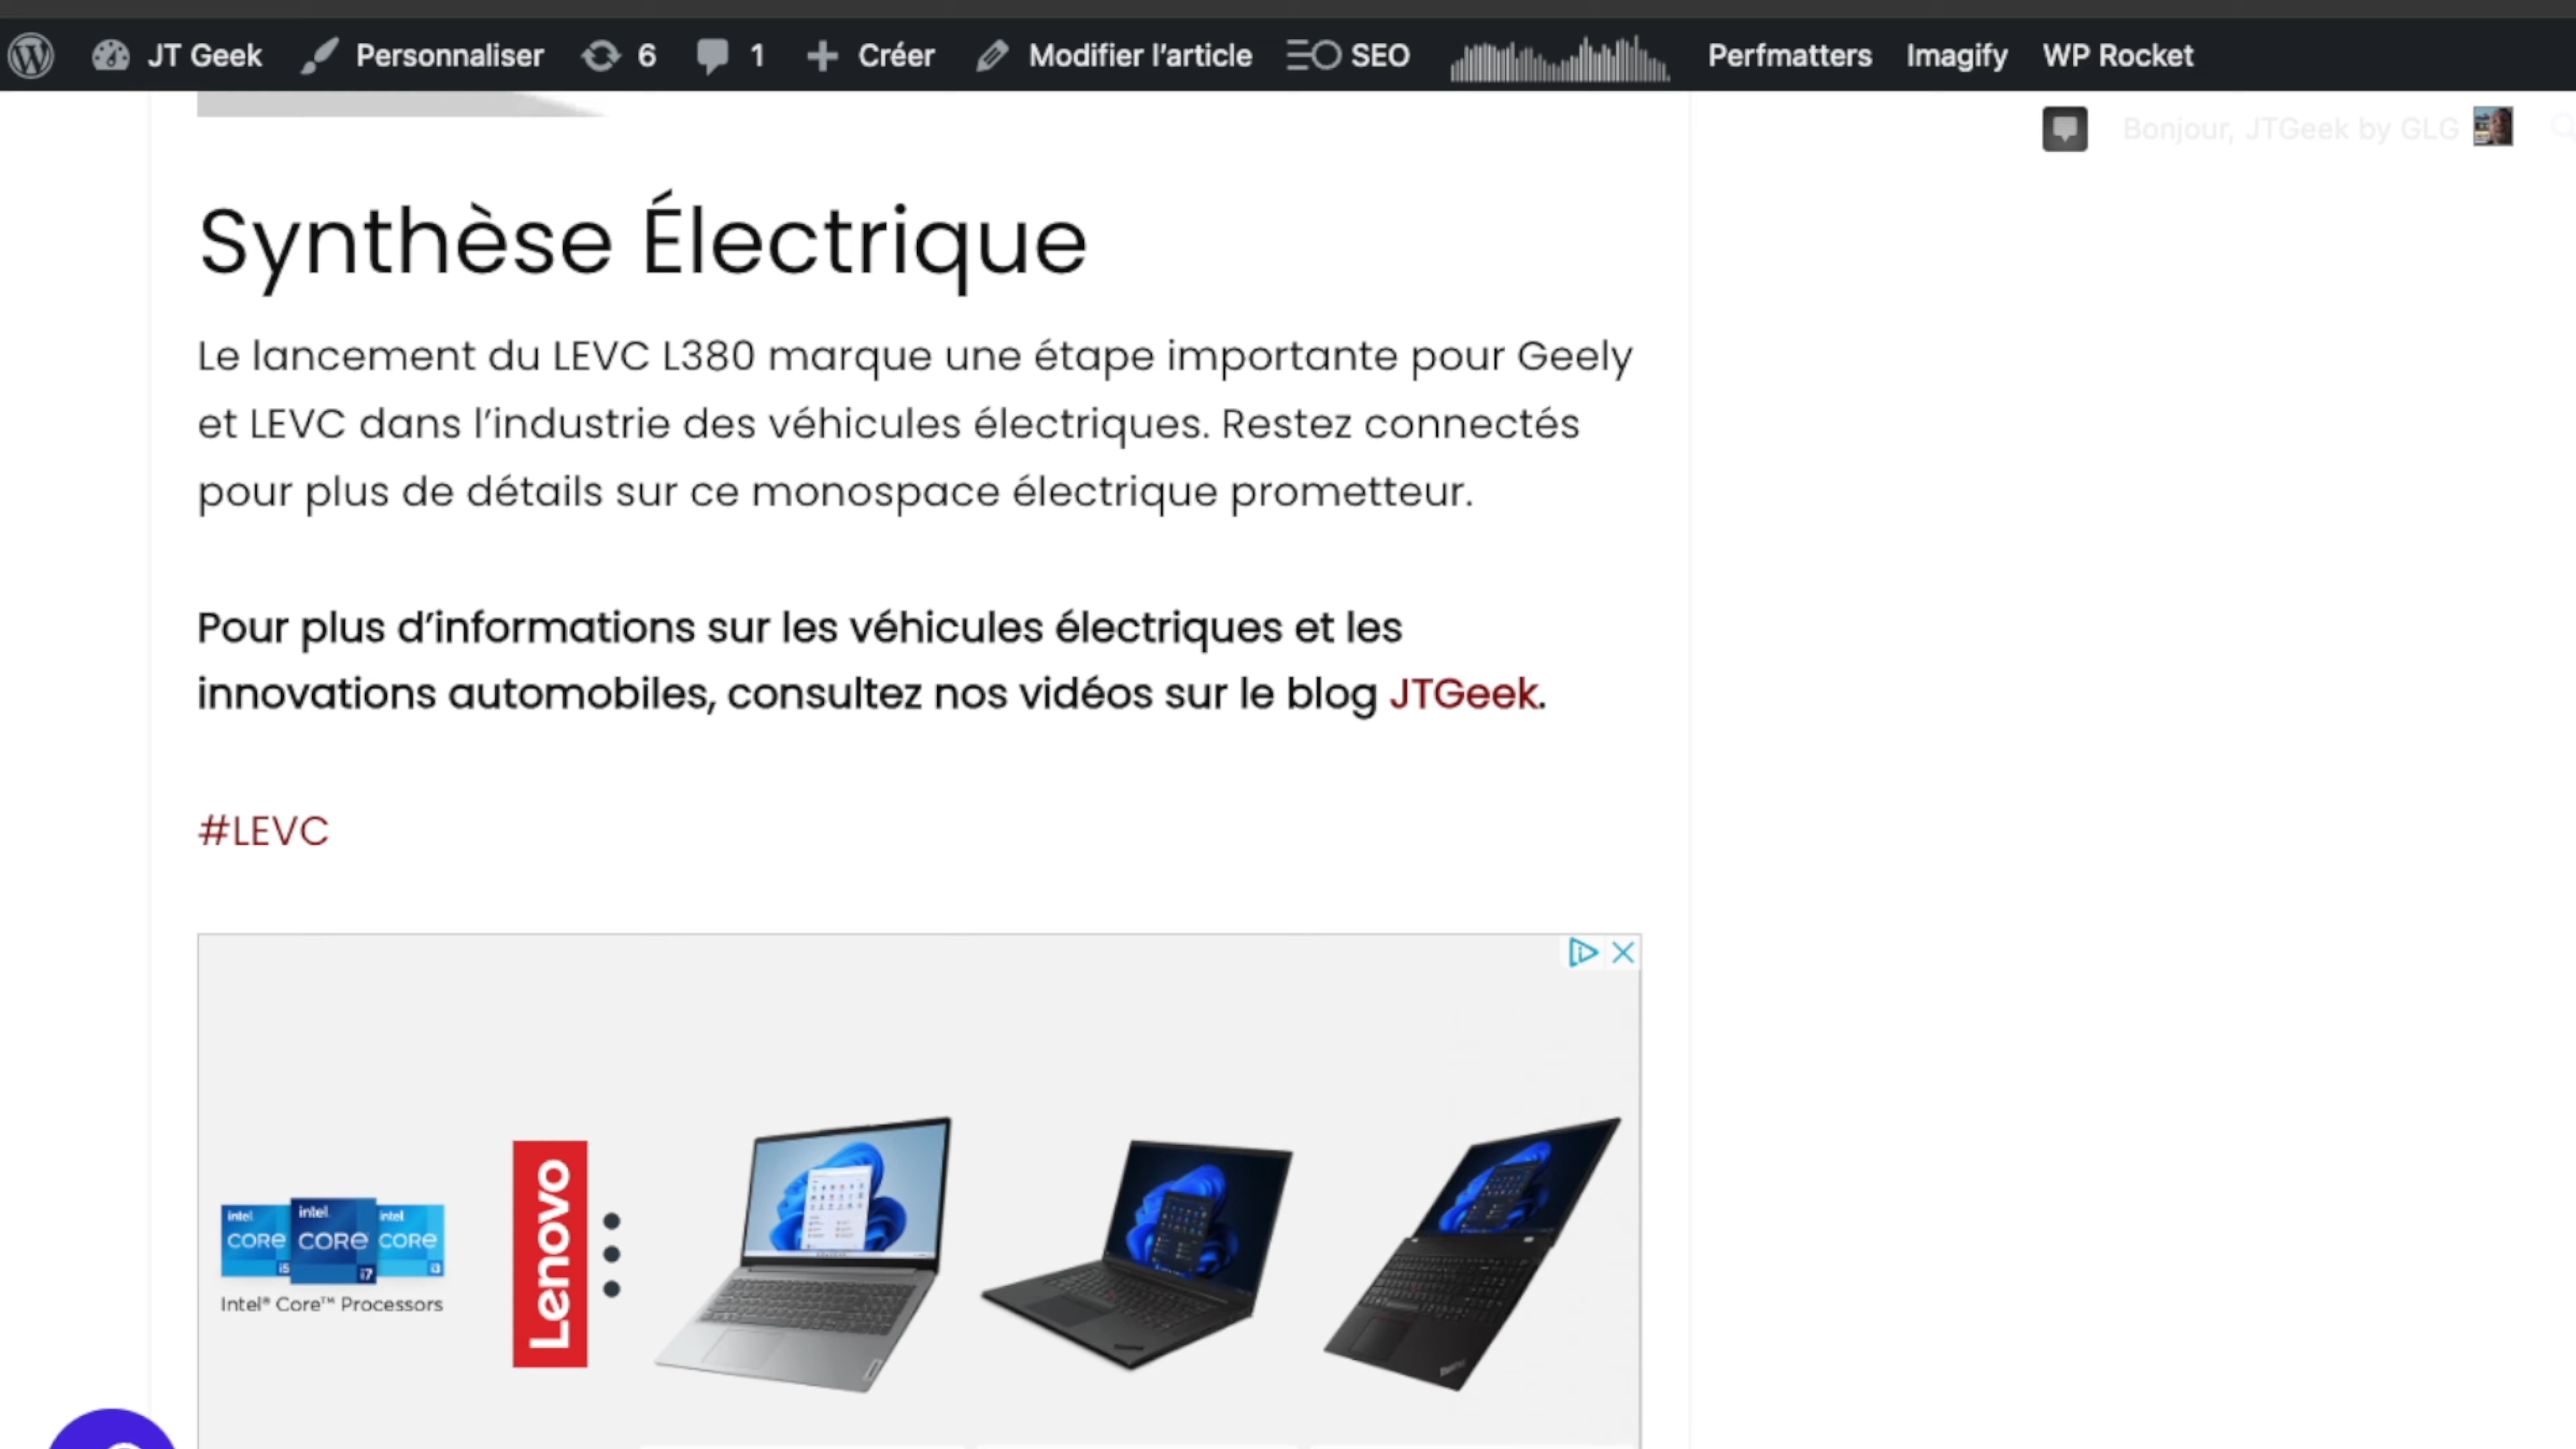 JT Geek Personnaliser 6 1 Créer Modifier l'article SEO Perfmatters Imagify WP Rocket
Bonjour, JTGeek by GLG
Synthèse Électrique
Le lancement du LEVC L380 marque une étape importante pour Geely
et LEVC dans l'industrie des véhicules électriques. Restez connectés
pour plus de détails sur ce monospace électrique prometteur.
Pour plus d'informations sur les véhicules électriques et les
innovations automobiles, consultez nos vidéos sur le blog JTGeek.
#LEVC
intel intel intel
CORE CORE CORE
i5 i7 i3
Intel® Core™ Processors
Lenovo